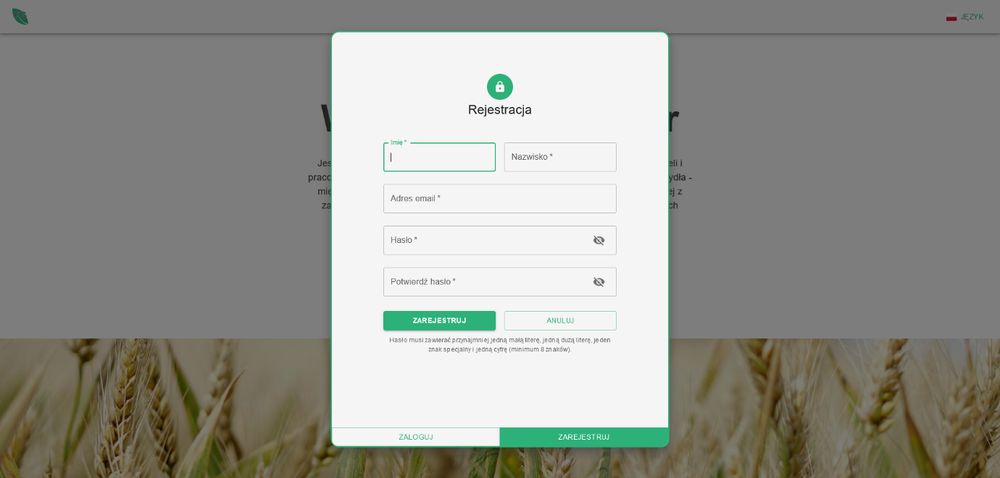 JĘZYK
Rejestracja
Imię *
Nazwisko *
Adres email *
Hasło *
Potwierdź hasło *
ZAREJESTRUJ
ANULUJ
Hasło musi zawierać przynajmniej jedną małą literę, jedną dużą literę, jeden
znak specjalny i jedną cyfrę (minimum 8 znaków).
ZALOGUJ
ZAREJESTRUJ